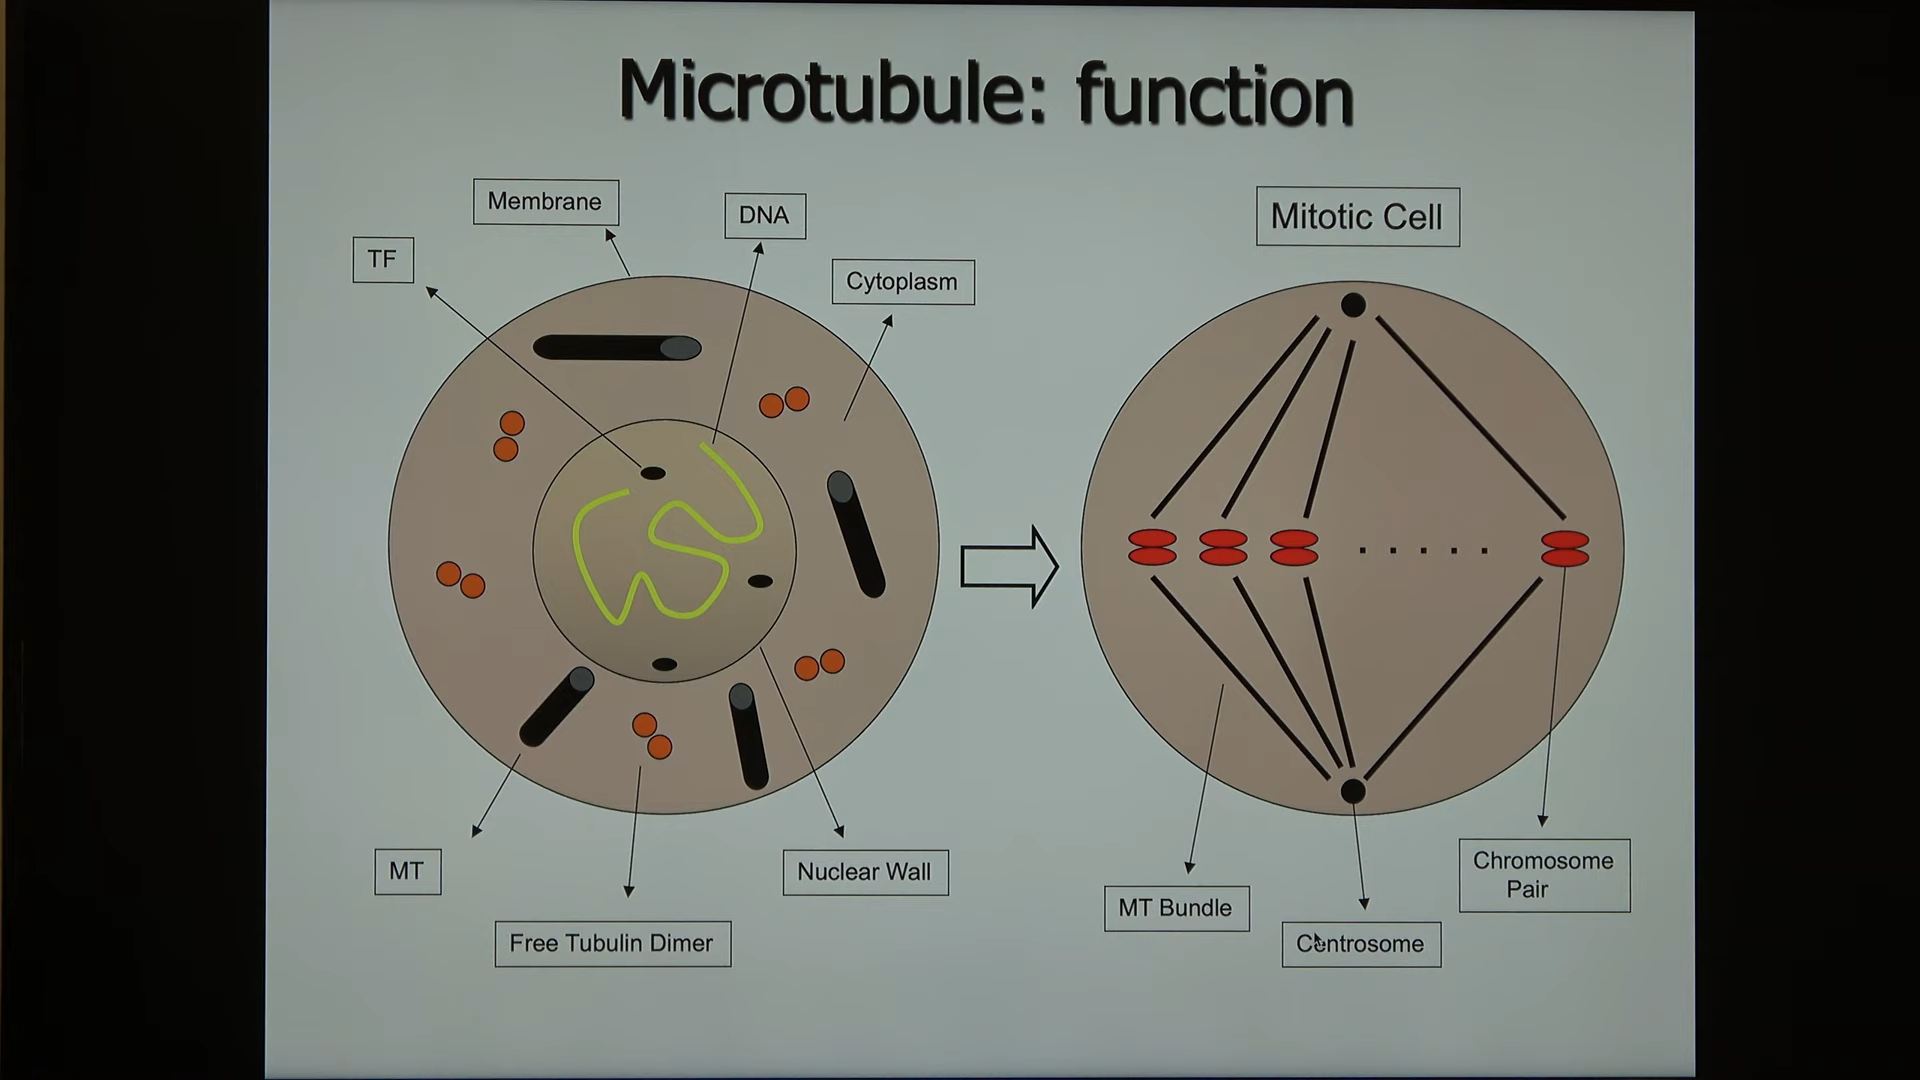 Microtubule: function
Membrane
DNA
TF
Cytoplasm
Mitotic Cell
MT
Nuclear Wall
Free Tubulin Dimer
MT Bundle
Centrosome
Chromosome
Pair